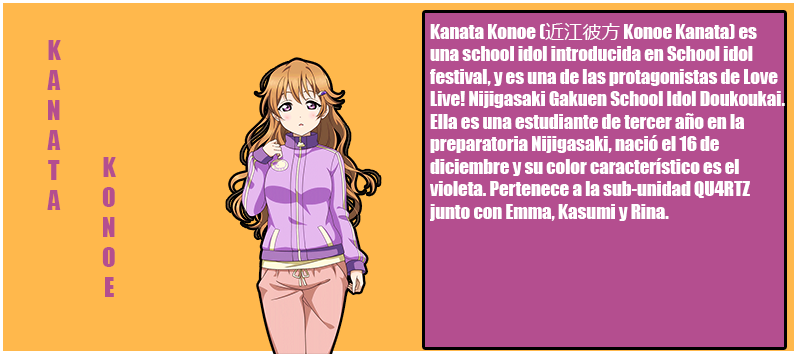 KANATA
KONOE
Kanata Konoe (近江彼方 Konoe Kanata) es
una school idol introducida en School idol
festival, y es una de las protagonistas de Love
Live! Nijigasaki Gakuen School Idol Doukoukai.
Ella es una estudiante de tercer año en la
preparatoria Nijigasaki, nació el 16 de
diciembre y su color característico es el
violeta. Pertenece a la sub-unidad QU4RTZ
junto con Emma, Kasumi y Rina.